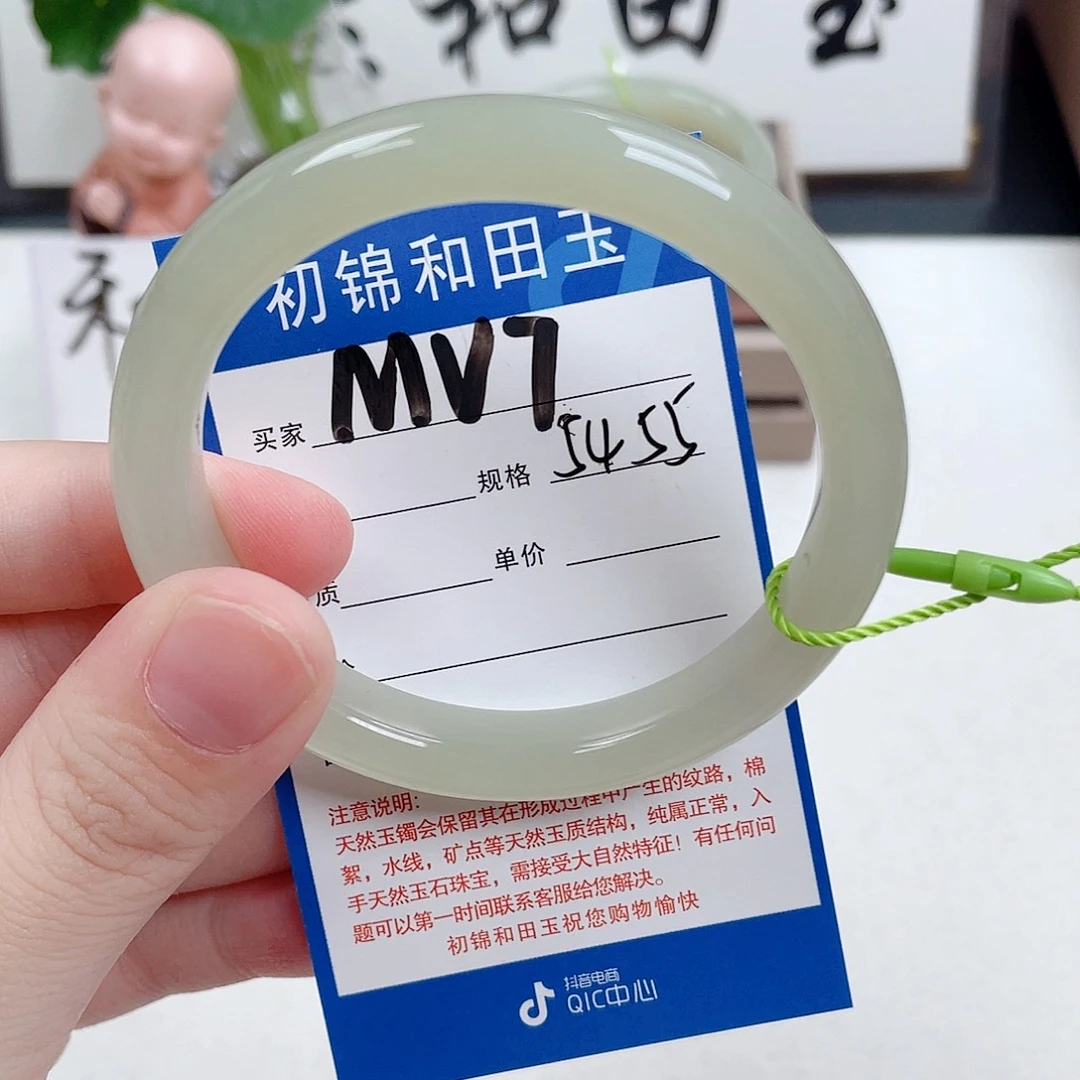 和田玉
初锦和田玉
买家 MV7
规格 5455
质 单价
注意说明:
天然玉镯会保留其在形成过程中产生的纹路，棉
絮，水线，矿点等天然玉质结构，纯属正常，入
手天然玉石珠宝，需接受大自然特征！有任何问
题可以第一时间联系客服给您解决。
初锦和田玉祝您购物愉快
抖音电商
QIC中心